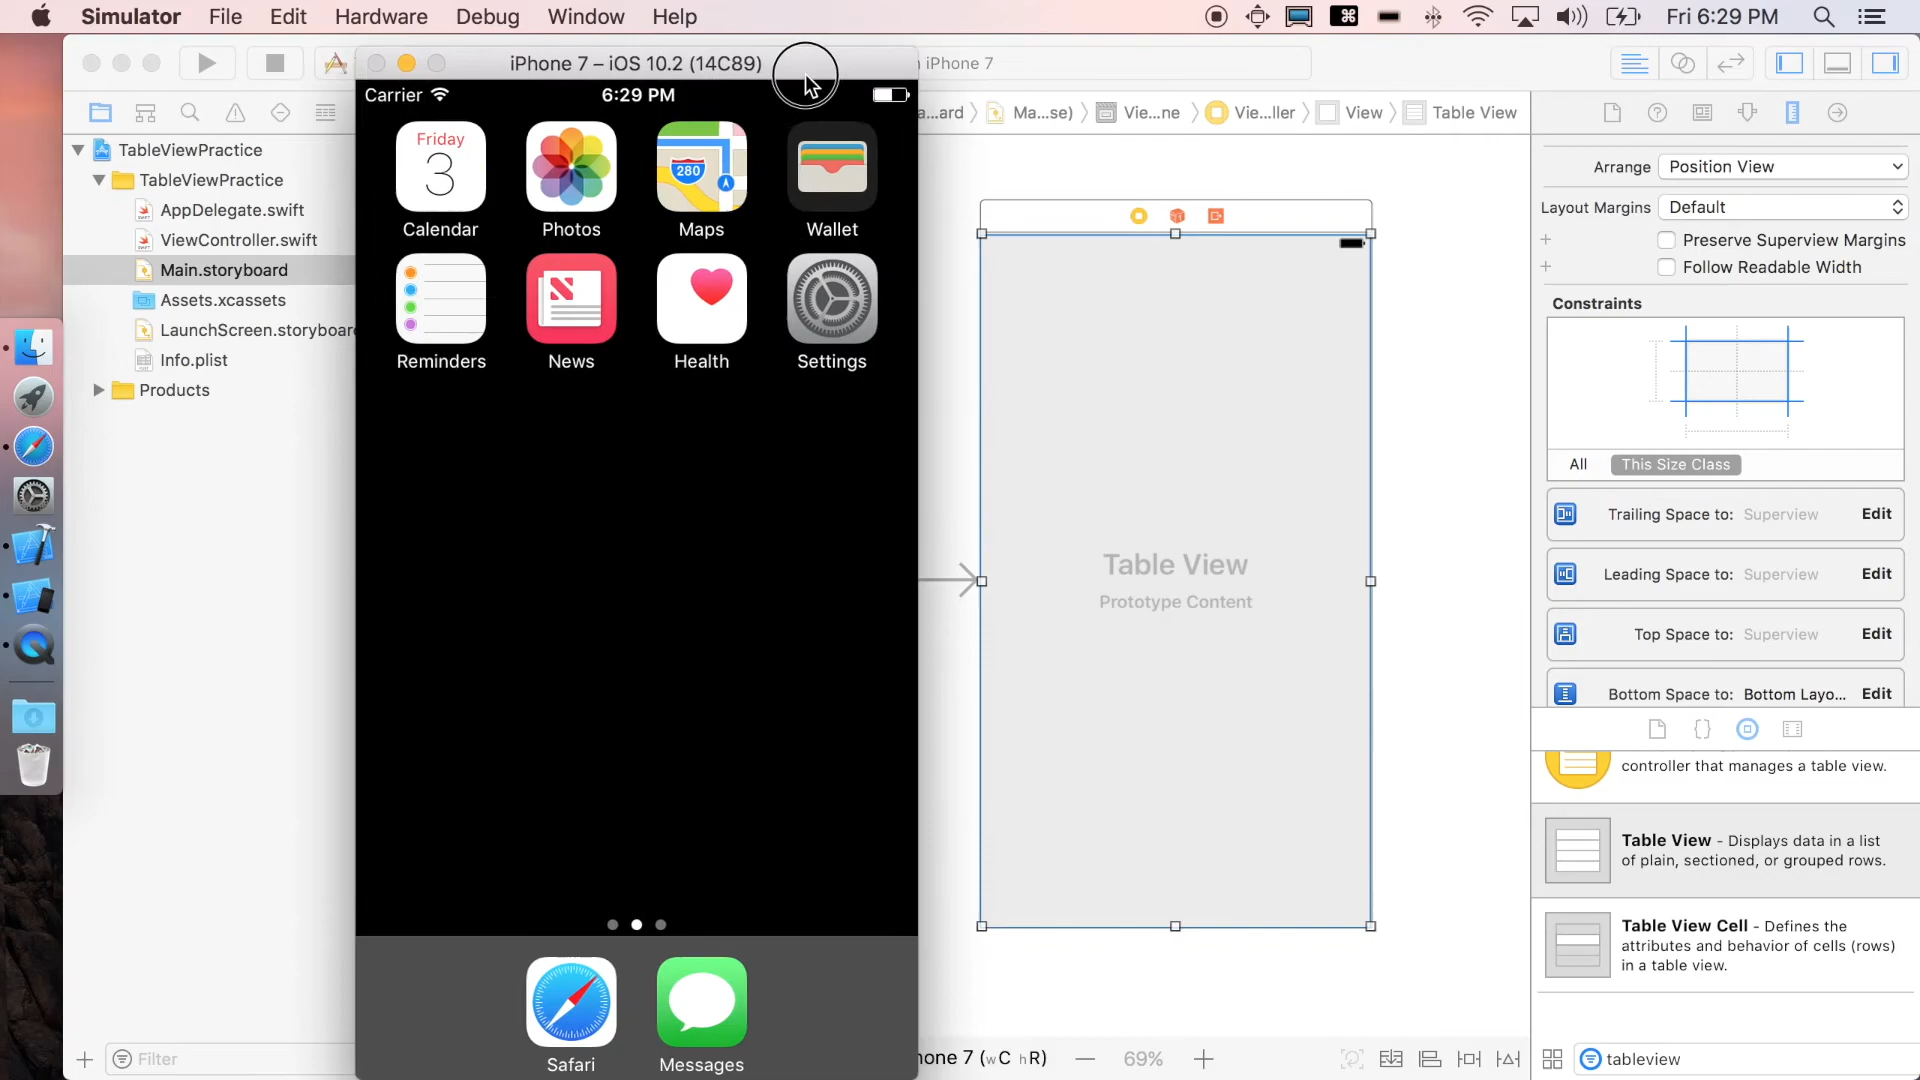 Simulator File Edit Hardware Debug Window Help
Fri 6:29 PM
iPhone 7 – iOS 10.2 (14C89)
iPhone 7
Carrier
6:29 PM
Friday
3
280
Calendar
Photos
Maps
Wallet
Reminders
News
Health
Settings
Safari
Messages
TableViewPractice
TableViewPractice
AppDelegate.swift
ViewController.swift
Main.storyboard
Assets.xcassets
LaunchScreen.storyboard
Info.plist
Products
Filter
...ard
Ma...se)
Vie...ne
Vie...ller
View
Table View
Table View
Prototype Content
hone 7 (wC hR)
69%
Arrange
Position View
Layout Margins
Default
Preserve Superview Margins
Follow Readable Width
Constraints
All
This Size Class
Trailing Space to: Superview Edit
Leading Space to: Superview Edit
Top Space to: Superview Edit
Bottom Space to: Bottom Layo... Edit
controller that manages a table view.
Table View - Displays data in a list
of plain, sectioned, or grouped rows.
Table View Cell - Defines the
attributes and behavior of cells (rows)
in a table view.
tableview